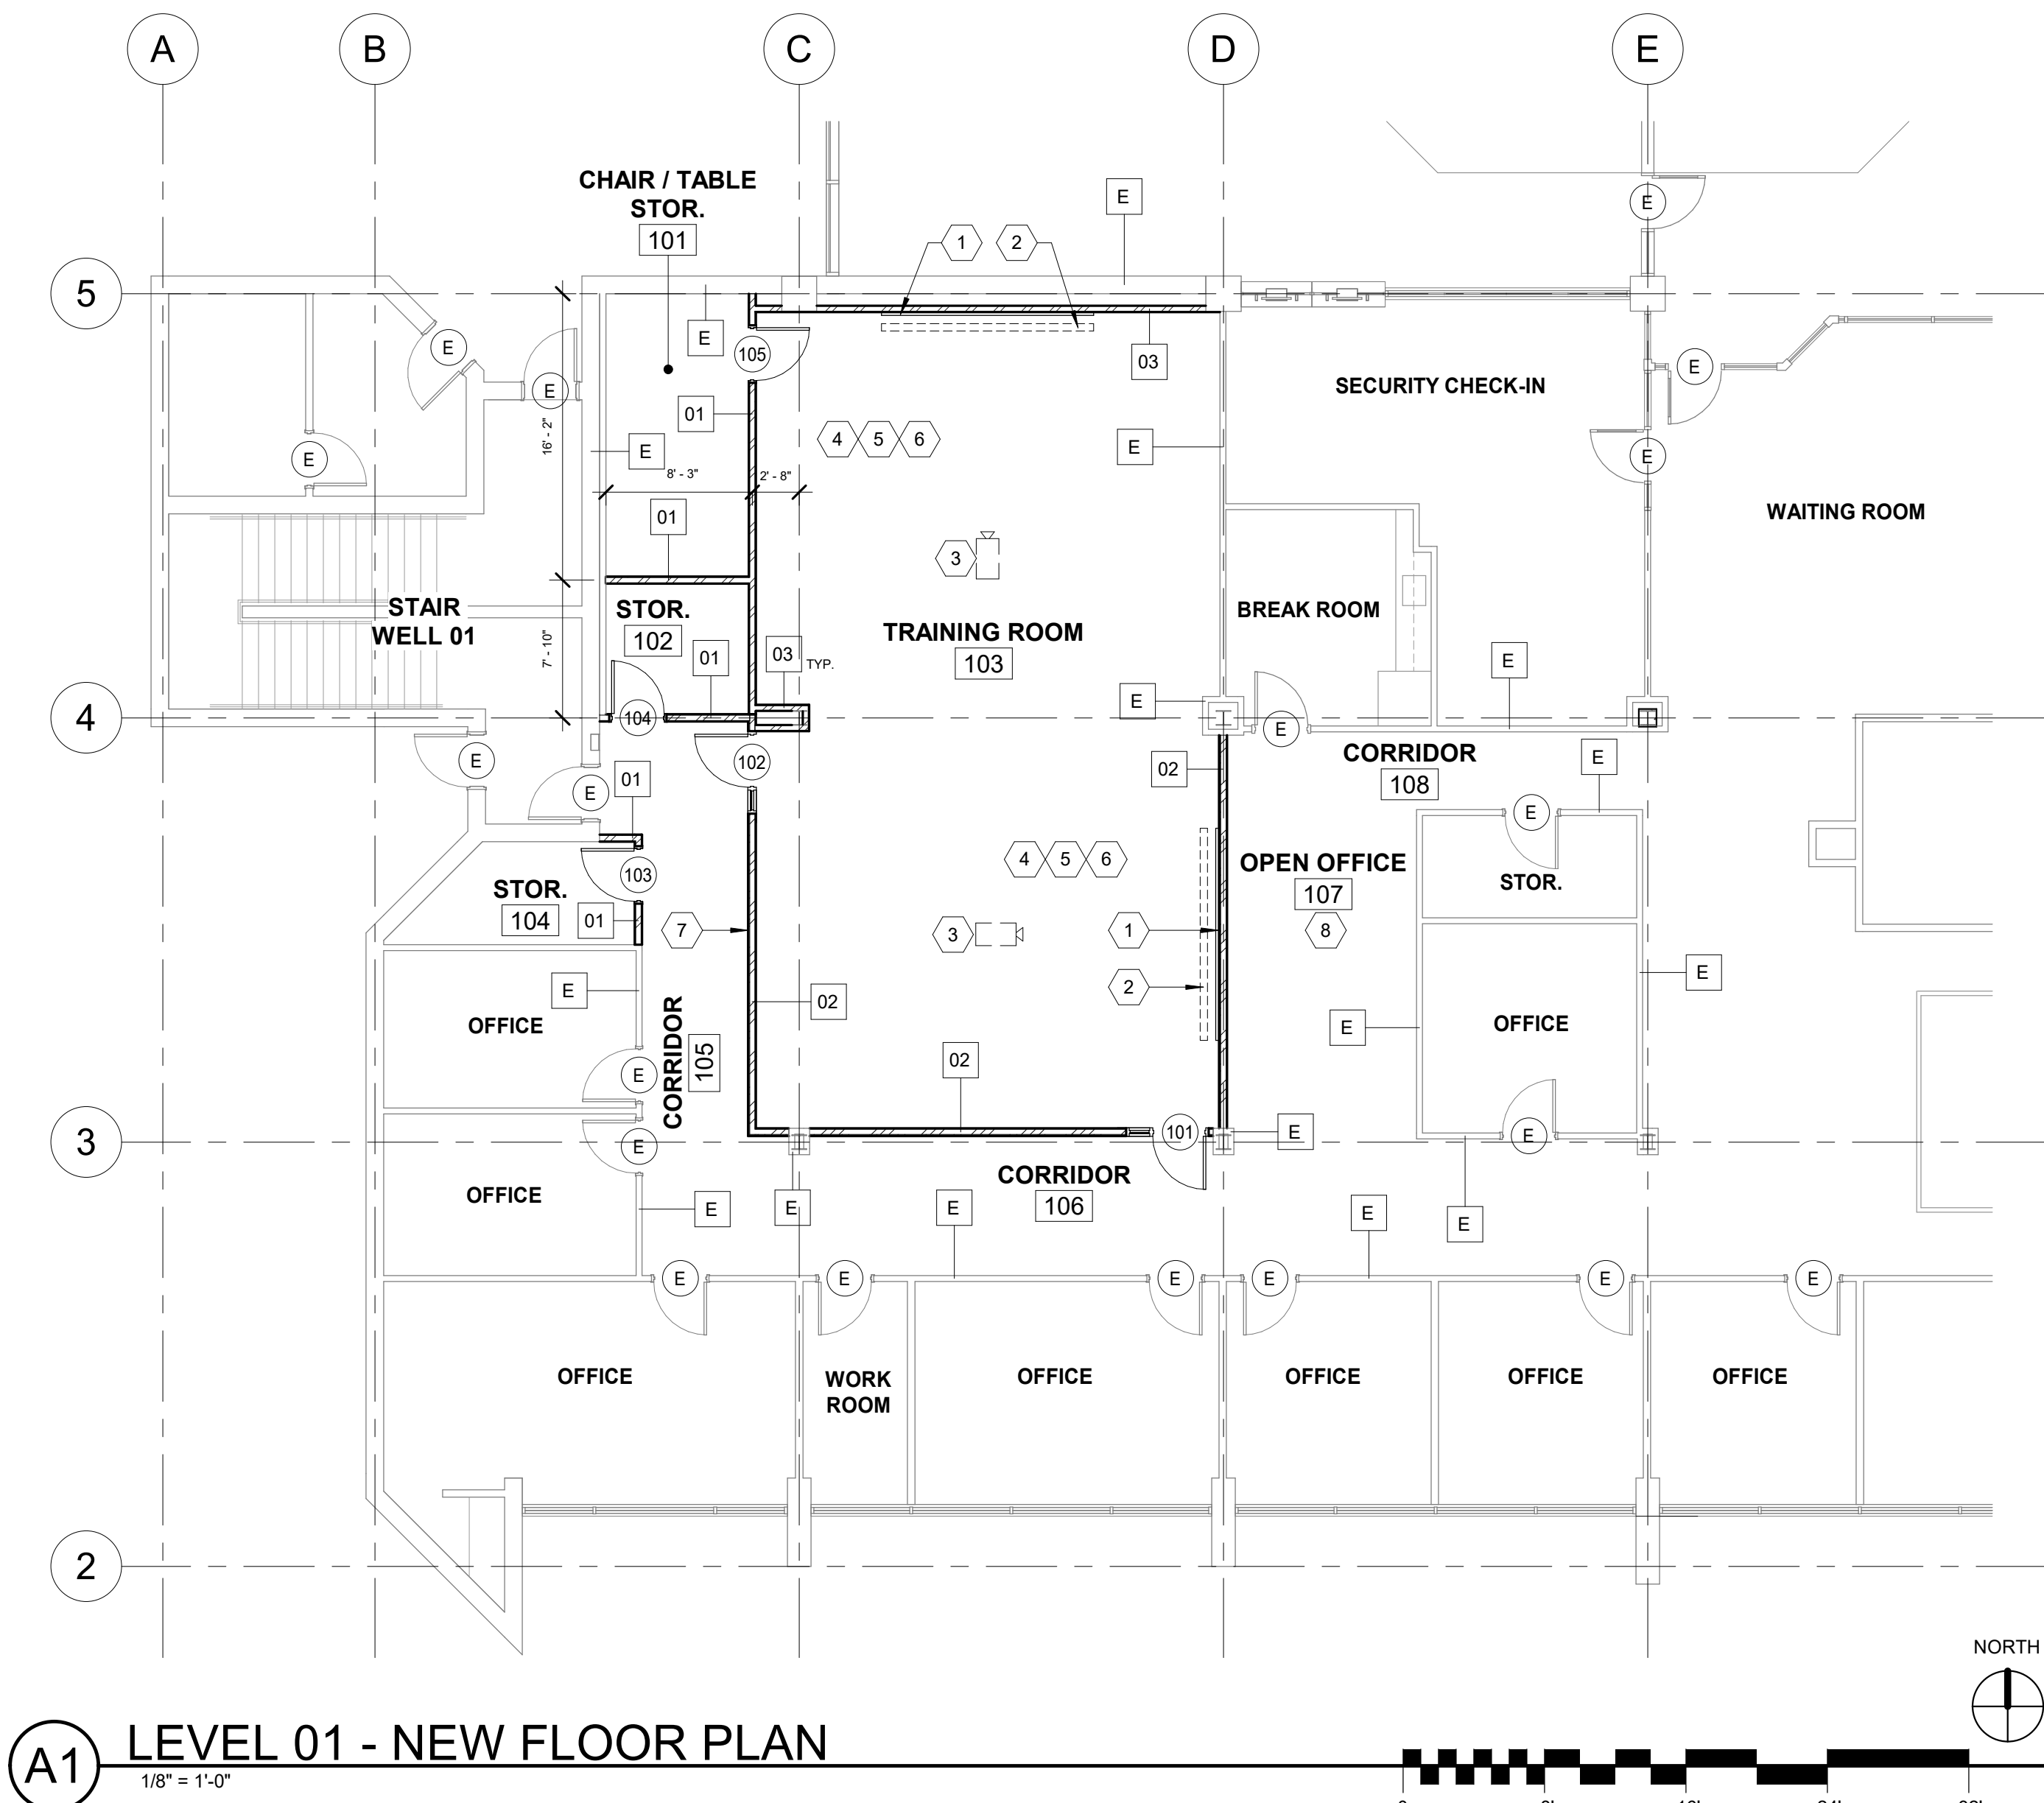 A
B
C
D
E
CHAIR / TABLE
STOR.
101
E
E
1
2
5
E
E
E
105
03
E
E
01
SECURITY CHECK-IN
4
5
6
16' - 2"
E
E
E
E
8' - 3"
2' - 8"
01
WAITING ROOM
3
STAIR
WELL 01
STOR.
102
BREAK ROOM
TRAINING ROOM
103
7' - 10"
01
03
TYP.
E
E
4
104
E
CORRIDOR
108
E
102
02
E
01
E
E
103
4
5
6
OPEN OFFICE
107
8
STOR.
STOR.
104
01
7
3
1
E
E
2
02
OFFICE
CORRIDOR
105
E
OFFICE
02
E
3
E
101
E
E
CORRIDOR
106
OFFICE
E
E
E
E
E
E
E
E
E
E
E
OFFICE
WORK
ROOM
OFFICE
OFFICE
OFFICE
OFFICE
2
NORTH
A1
LEVEL 01 - NEW FLOOR PLAN
1/8" = 1'-0"